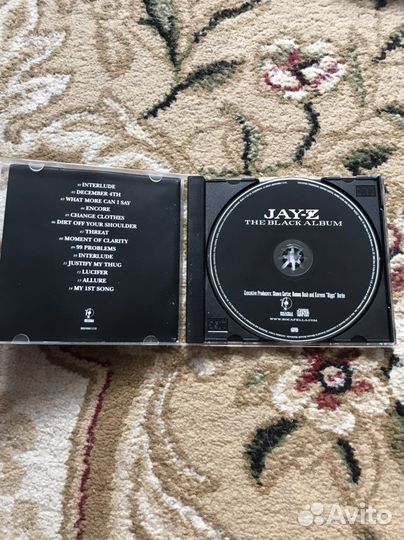 01 INTERLUDE
02 DECEMBER 4TH
03 WHAT MORE CAN I SAY
04 ENCORE
05 CHANGE CLOTHES
06 DIRT OFF YOUR SHOULDER
07 THREAT
08 MOMENT OF CLARITY
09 99 PROBLEMS
10 INTERLUDE
11 JUSTIFY MY THUG
12 LUCIFER
13 ALLURE
14 MY 1ST SONG
JAY-Z
THE BLACK ALBUM
Executive Producers: Shawn Carter, Damon Dash and Kareem "Biggs" Burke
WWW.ROCAFELLA.COM
Avito